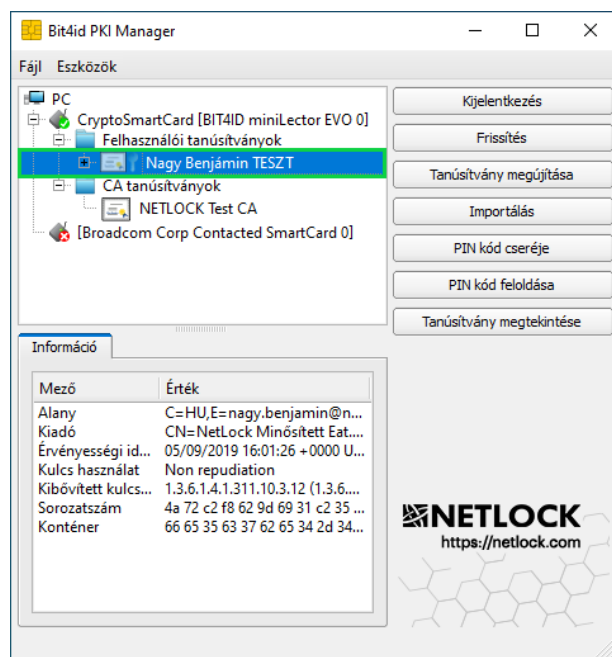 Bit4id PKI Manager
Fájl Eszközök
PC
CryptoSmartCard [BIT4ID miniLector EVO 0]
Felhasználói tanúsítványok
Nagy Benjámin TESZT
CA tanúsítványok
NETLOCK Test CA
[Broadcom Corp Contacted SmartCard 0]
Kijelentkezés
Frissítés
Tanúsítvány megújítása
Importálás
PIN kód cseréje
PIN kód feloldása
Tanúsítvány megtekintése
Információ
Mező Érték
Alany C=HU,E=nagy.benjamin@n...
Kiadó CN=NetLock Minősített Eat....
Érvényességi id... 05/09/2019 16:01:26 +0000 U...
Kulcs használat Non repudiation
Kibővített kulcs... 1.3.6.1.4.1.311.10.3.12 (1.3.6....
Sorozatszám 4a 72 c2 f8 62 9d 69 31 c2 35 ...
Konténer 66 65 35 63 37 62 65 34 2d 34...
NETLOCK
https://netlock.com